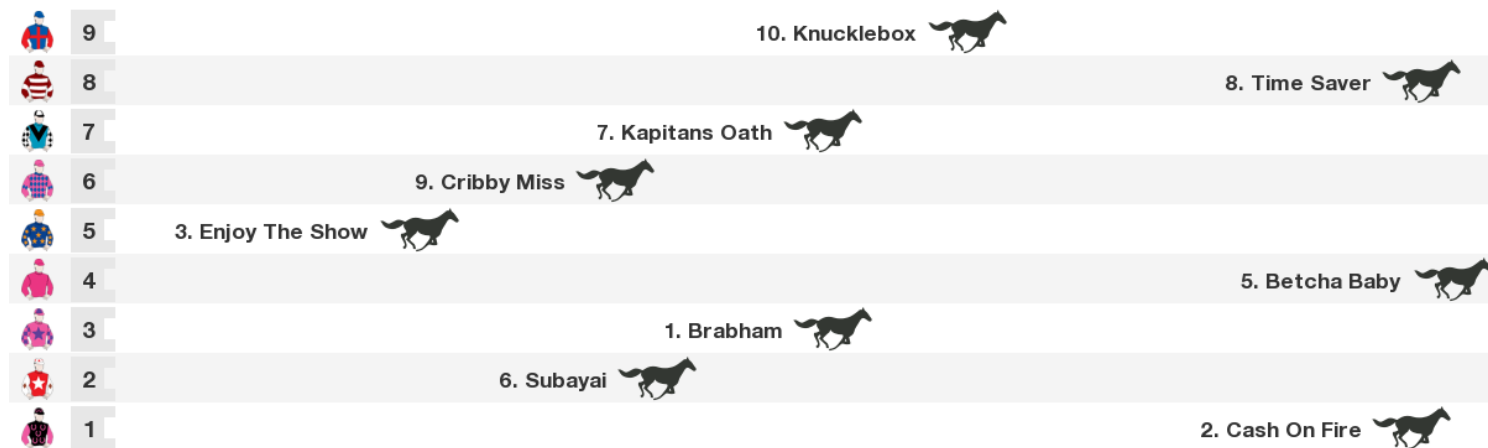 9 10. Knucklebox
8 8. Time Saver
7 7. Kapitans Oath
6 9. Cribby Miss
5 3. Enjoy The Show
4 5. Betcha Baby
3 1. Brabham
2 6. Subayai
1 2. Cash On Fire